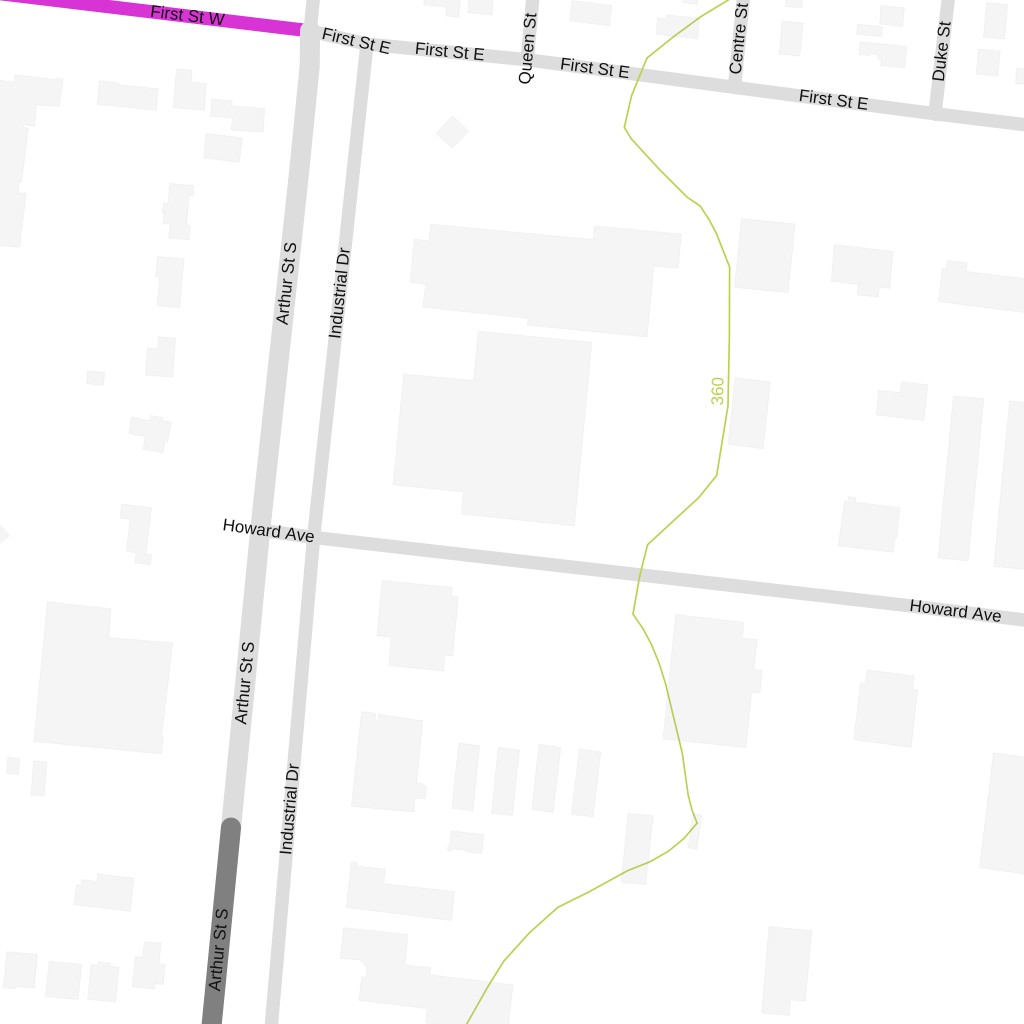 First St W
First St E
First St E
Queen St
First St E
Centre St
First St E
Duke St
Arthur St S
Industrial Dr
360
Howard Ave
Howard Ave
Arthur St S
Industrial Dr
Arthur St S